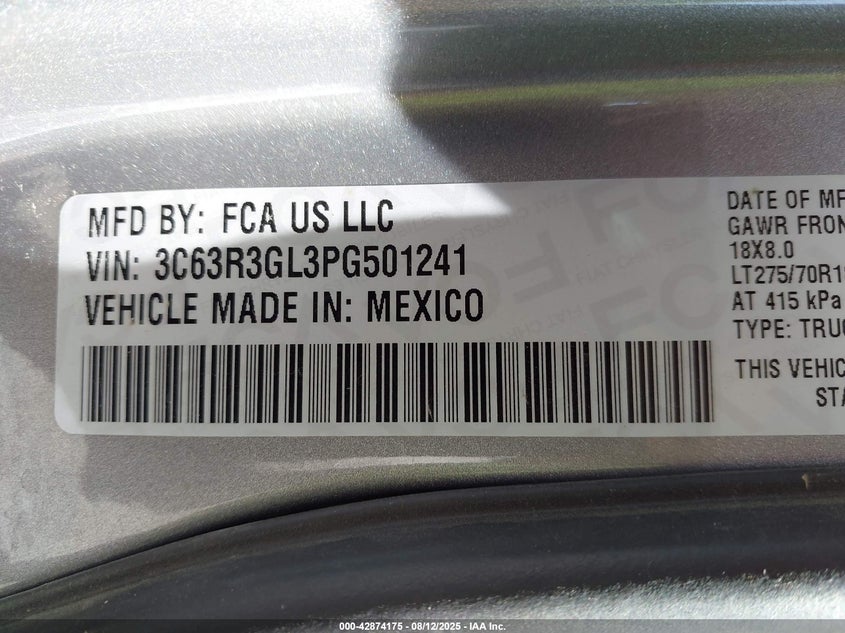 MFD BY: FCA US LLC
VIN: 3C63R3GL3PG501241
VEHICLE MADE IN: MEXICO
DATE OF MF
GAWR FRON
18X8.0
LT275/70R1
AT 415 kPa
TYPE: TRUC
THIS VEHIC
STA
000-42874175 - 08/12/2025 - IAA Inc.